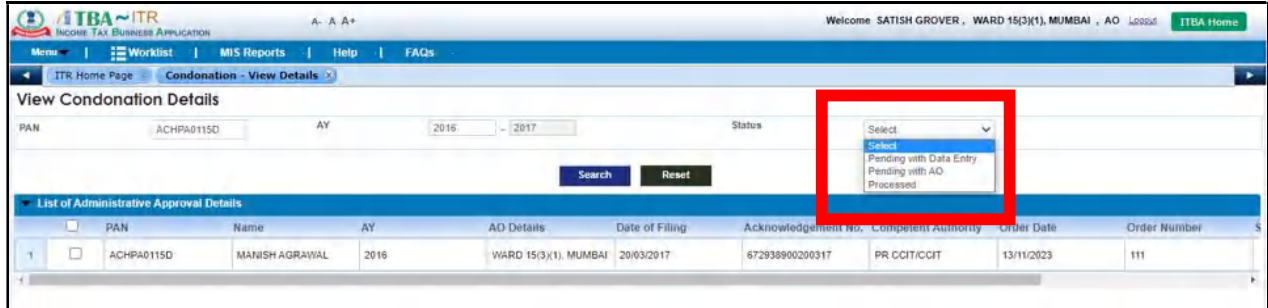 ITBA~ITR
INCOME TAX BUSINESS APPLICATION
A- A A+
Welcome SATISH GROVER , WARD 15(3)(1), MUMBAI , AO Logout ITBA Home
Menu | Worklist | MIS Reports | Help | FAQs
ITR Home Page Condonation - View Details
View Condonation Details
PAN ACHPA0115D AY 2016 - 2017 Status Select
Select
Pending with Data Entry
Pending with AO
Processed
Search Reset
List of Administrative Approval Details
PAN Name AY AO Details Date of Filing Acknowledgement No. Competent Authority Order Date Order Number S
1 ACHPA0115D MANISH AGRAWAL 2016 WARD 15(3)(1), MUMBAI 20/03/2017 672938900200317 PR CCIT/CCIT 13/11/2023 111